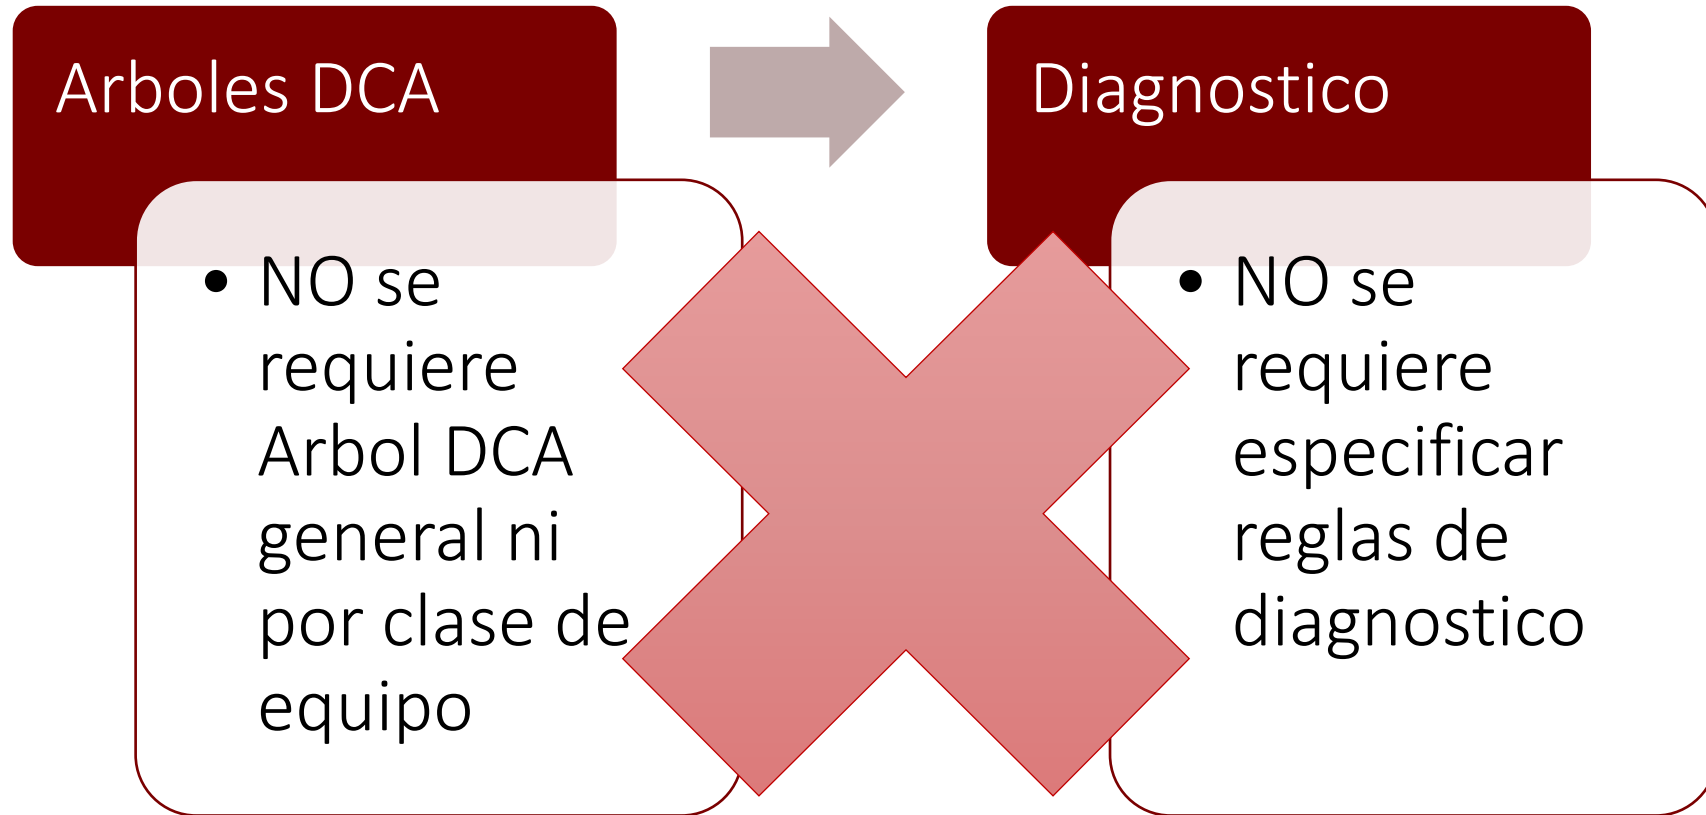 Arboles DCA
• NO se
requiere
Arbol DCA
general ni
por clase de
equipo
Diagnostico
• NO se
requiere
especificar
reglas de
diagnostico